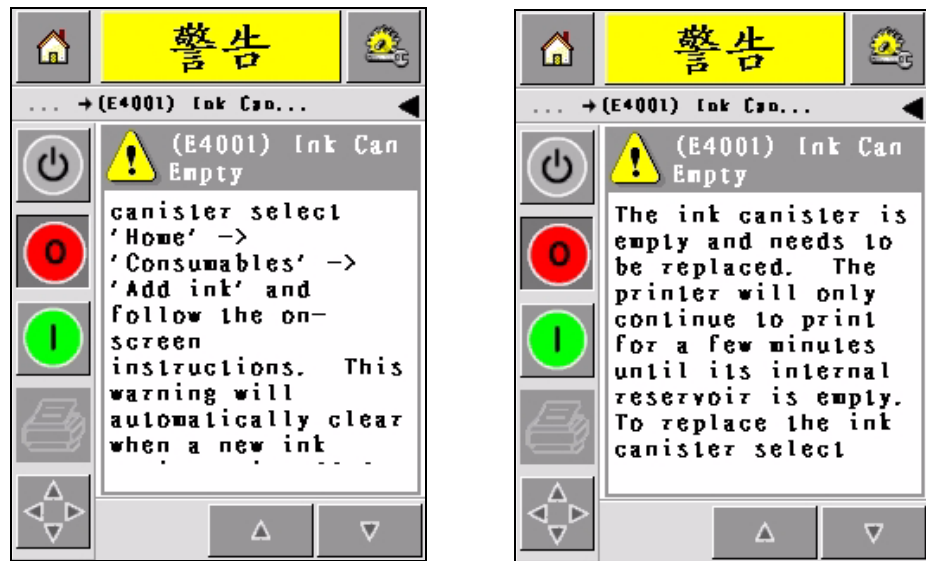 警告
... →(E4001) Ink Can...
(E4001) Ink Can
Empty
canister select
'Home' –>
'Consumables' –>
'Add ink' and
follow the on–
screen
instructions. This
warning will
automatically clear
when a new ink
警告
... →(E4001) Ink Can...
(E4001) Ink Can
Empty
The ink canister is
empty and needs to
be replaced. The
printer will only
continue to print
for a few minutes
until its internal
reservoir is empty.
To replace the ink
canister select